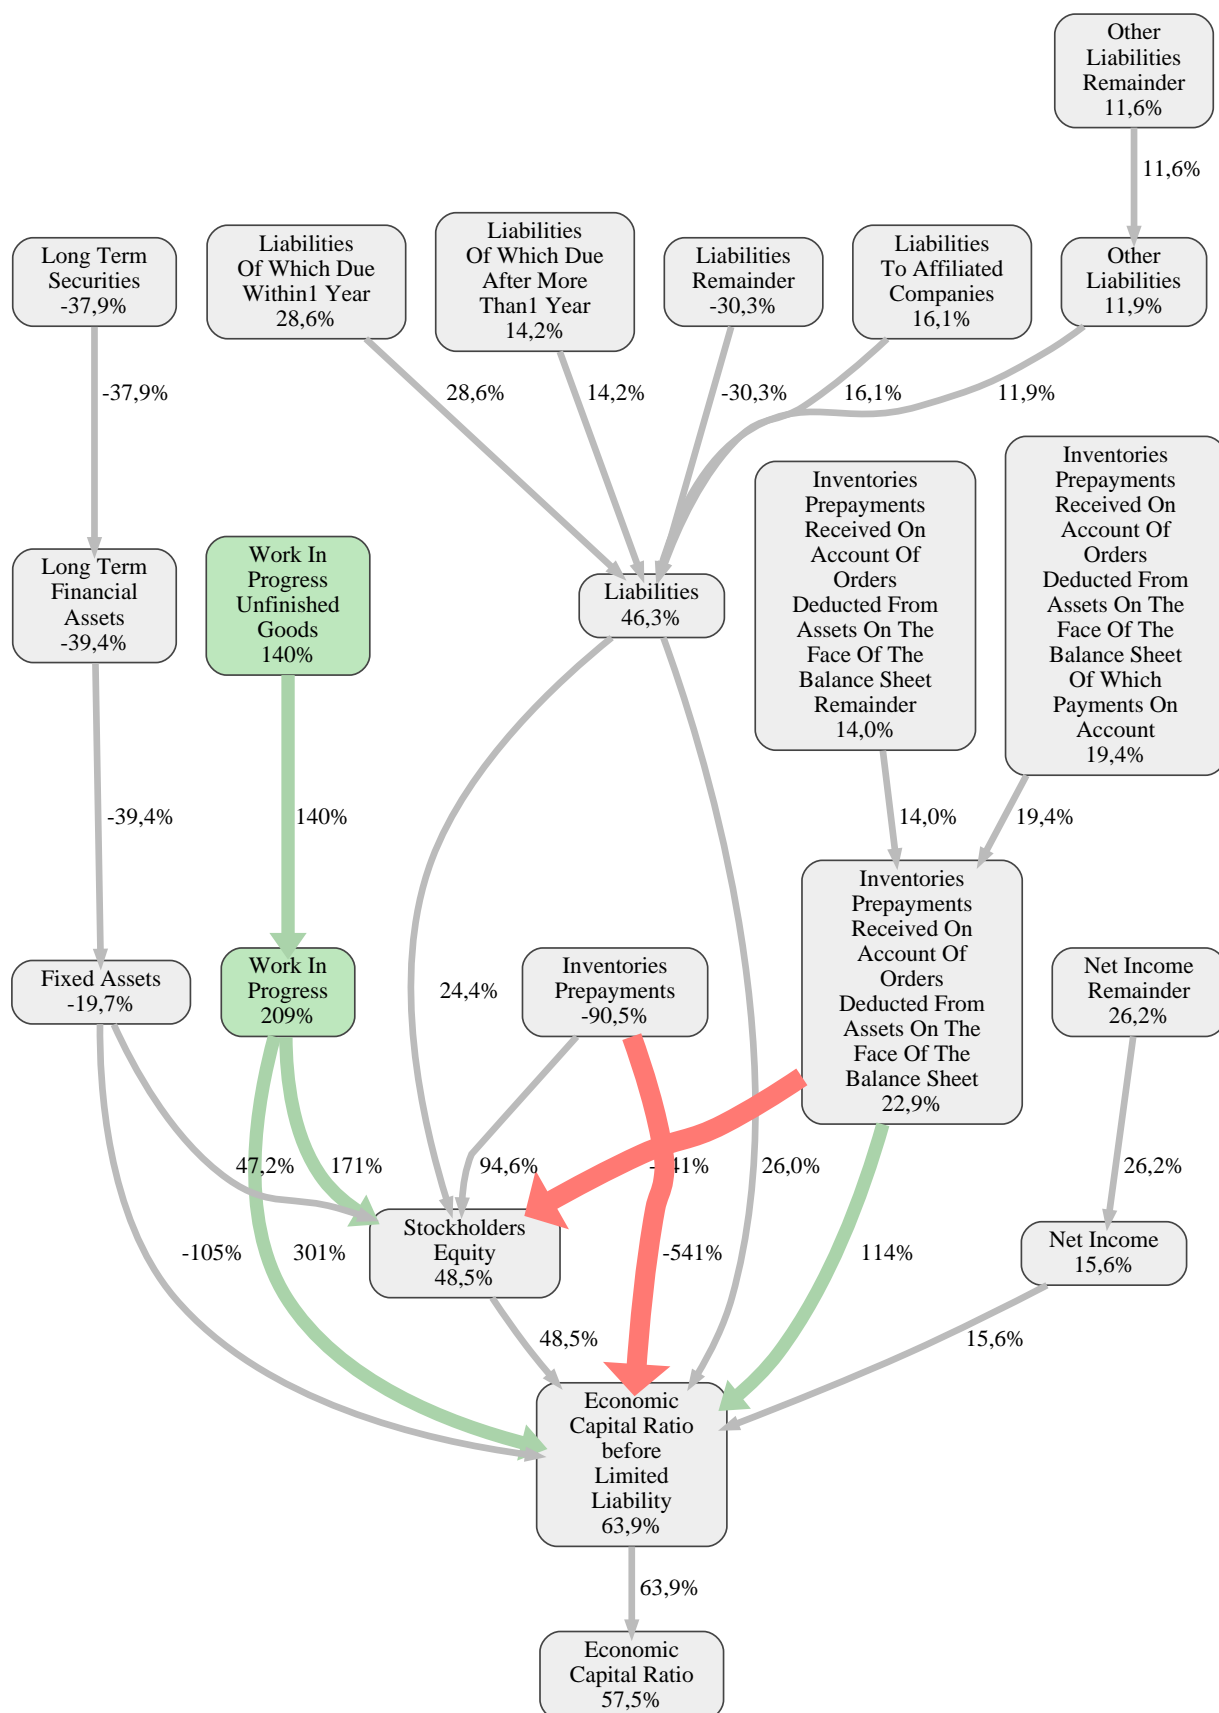 Other
Liabilities
Remainder
11,6%
11,6%
Long Term
Securities
-37,9%
Liabilities
Of Which Due
Within1 Year
28,6%
Liabilities
Of Which Due
After More
Than1 Year
14,2%
Liabilities
Remainder
-30,3%
Liabilities
To Affiliated
Companies
16,1%
Other
Liabilities
11,9%
-37,9%
28,6%
14,2%
-30,3%
16,1%
11,9%
Long Term
Financial
Assets
-39,4%
Work In
Progress
Unfinished
Goods
140%
Liabilities
46,3%
Inventories
Prepayments
Received On
Account Of
Orders
Deducted From
Assets On The
Face Of The
Balance Sheet
Remainder
14,0%
Inventories
Prepayments
Received On
Account Of
Orders
Deducted From
Assets On The
Face Of The
Balance Sheet
Of Which
Payments On
Account
19,4%
-39,4%
140%
14,0%
19,4%
Fixed Assets
-19,7%
Work In
Progress
209%
24,4%
Inventories
Prepayments
-90,5%
Inventories
Prepayments
Received On
Account Of
Orders
Deducted From
Assets On The
Face Of The
Balance Sheet
22,9%
Net Income
Remainder
26,2%
47,2%
171%
94,6%
26,0%
26,2%
Stockholders
Equity
48,5%
Net Income
15,6%
-105%
301%
-541%
114%
48,5%
15,6%
Economic
Capital Ratio
before
Limited
Liability
63,9%
63,9%
Economic
Capital Ratio
57,5%